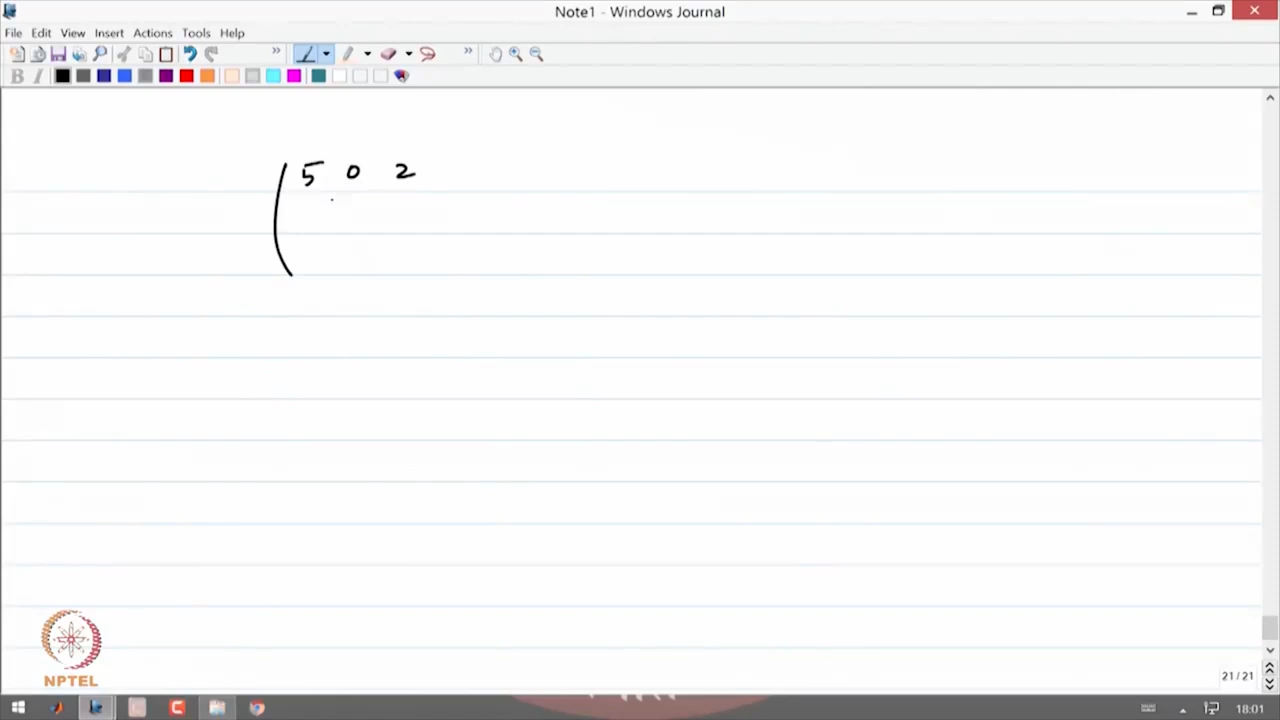 Note1 - Windows Journal
File Edit View Insert Actions Tools Help
B I
( 5 0 2
NPTEL
21 / 21
18:01